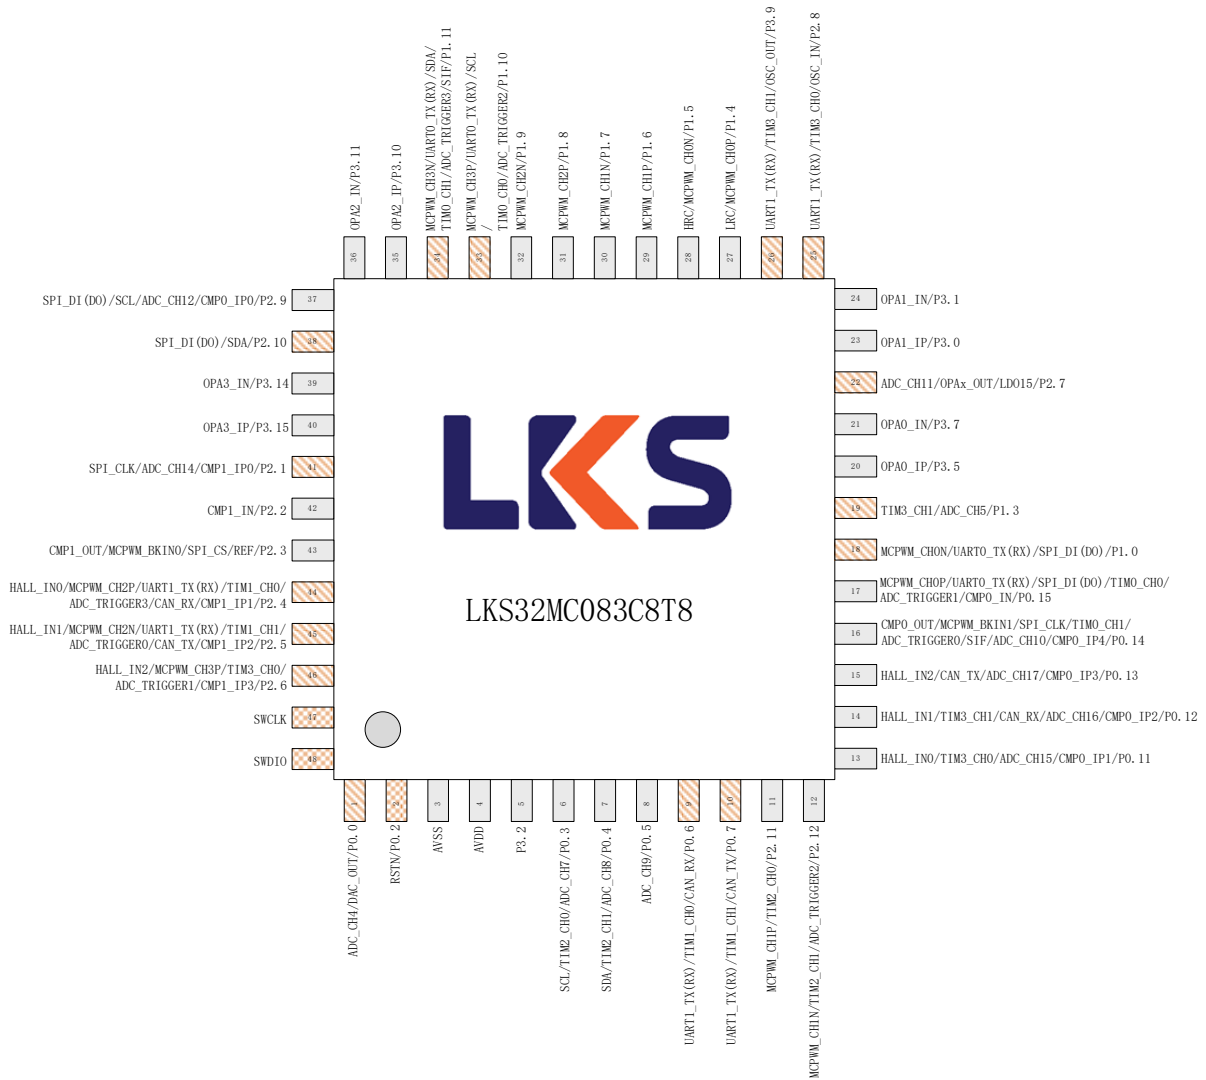 OPA2_IN/P3.11
OPA2_IP/P3.10
MCPWM_CH3N/UART0_TX(RX)/SDA/
TIM0_CH1/ADC_TRIGGER3/SIF/P1.11
MCPWM_CH3P/UART0_TX(RX)/SCL
/
TIM0_CH0/ADC_TRIGGER2/P1.10
MCPWM_CH2N/P1.9
MCPWM_CH2P/P1.8
MCPWM_CH1N/P1.7
MCPWM_CH1P/P1.6
HRC/MCPWM_CH0N/P1.5
LRC/MCPWM_CH0P/P1.4
UART1_TX(RX)/TIM3_CH1/OSC_OUT/P3.9
UART1_TX(RX)/TIM3_CH0/OSC_IN/P2.8
36
35
34
33
32
31
30
29
28
27
26
25
SPI_DI(DO)/SCL/ADC_CH12/CMP0_IP0/P2.9
37
SPI_DI(DO)/SDA/P2.10
38
OPA3_IN/P3.14
39
OPA3_IP/P3.15
40
SPI_CLK/ADC_CH14/CMP1_IP0/P2.1
41
CMP1_IN/P2.2
42
CMP1_OUT/MCPWM_BKIN0/SPI_CS/REF/P2.3
43
HALL_IN0/MCPWM_CH2P/UART1_TX(RX)/TIM1_CH0/
ADC_TRIGGER3/CAN_RX/CMP1_IP1/P2.4
44
HALL_IN1/MCPWM_CH2N/UART1_TX(RX)/TIM1_CH1/
ADC_TRIGGER0/CAN_TX/CMP1_IP2/P2.5
45
HALL_IN2/MCPWM_CH3P/TIM3_CH0/
ADC_TRIGGER1/CMP1_IP3/P2.6
46
SWCLK
47
SWDIO
48
LKS
LKS32MC083C8T8
24
OPA1_IN/P3.1
23
OPA1_IP/P3.0
22
ADC_CH11/OPAx_OUT/LDO15/P2.7
21
OPA0_IN/P3.7
20
OPA0_IP/P3.5
19
TIM3_CH1/ADC_CH5/P1.3
18
MCPWM_CH0N/UART0_TX(RX)/SPI_DI(DO)/P1.0
17
MCPWM_CH0P/UART0_TX(RX)/SPI_DI(DO)/TIM0_CH0/
ADC_TRIGGER1/CMP0_IN/P0.15
16
CMP0_OUT/MCPWM_BKIN1/SPI_CLK/TIM0_CH1/
ADC_TRIGGER0/SIF/ADC_CH10/CMP0_IP4/P0.14
15
HALL_IN2/CAN_TX/ADC_CH17/CMP0_IP3/P0.13
14
HALL_IN1/TIM3_CH1/CAN_RX/ADC_CH16/CMP0_IP2/P0.12
13
HALL_IN0/TIM3_CH0/ADC_CH15/CMP0_IP1/P0.11
1
2
3
4
5
6
7
8
9
10
11
12
ADC_CH4/DAC_OUT/P0.0
RSTN/P0.2
AVSS
AVDD
P3.2
SCL/TIM2_CH0/ADC_CH7/P0.3
SDA/TIM2_CH1/ADC_CH8/P0.4
ADC_CH9/P0.5
UART1_TX(RX)/TIM1_CH0/CAN_RX/P0.6
UART1_TX(RX)/TIM1_CH1/CAN_TX/P0.7
MCPWM_CH1P/TIM2_CH0/P2.11
MCPWM_CH1N/TIM2_CH1/ADC_TRIGGER2/P2.12